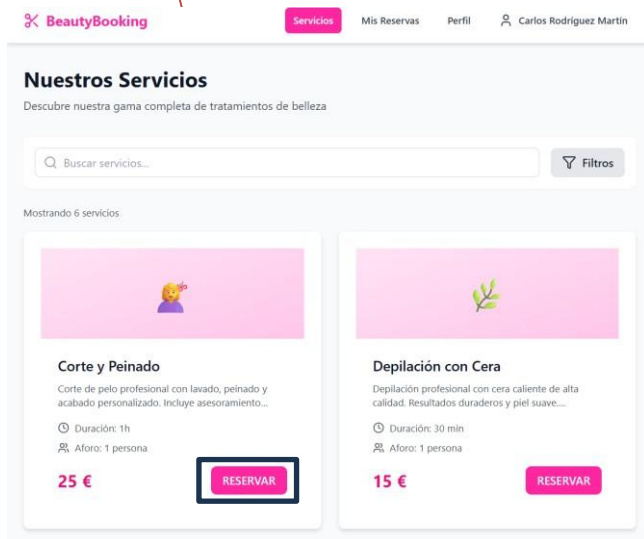 BeautyBooking
Servicios
Mis Reservas
Perfil
Carlos Rodríguez Martín
Nuestros Servicios
Descubre nuestra gama completa de tratamientos de belleza
Buscar servicios...
Filtros
Mostrando 6 servicios
Corte y Peinado
Corte de pelo profesional con lavado, peinado y
acabado personalizado. Incluye asesoramiento...
Duración: 1h
Aforo: 1 persona
25 €
RESERVAR
Depilación con Cera
Depilación profesional con cera caliente de alta
calidad. Resultados duraderos y piel suave....
Duración: 30 min
Aforo: 1 persona
15 €
RESERVAR